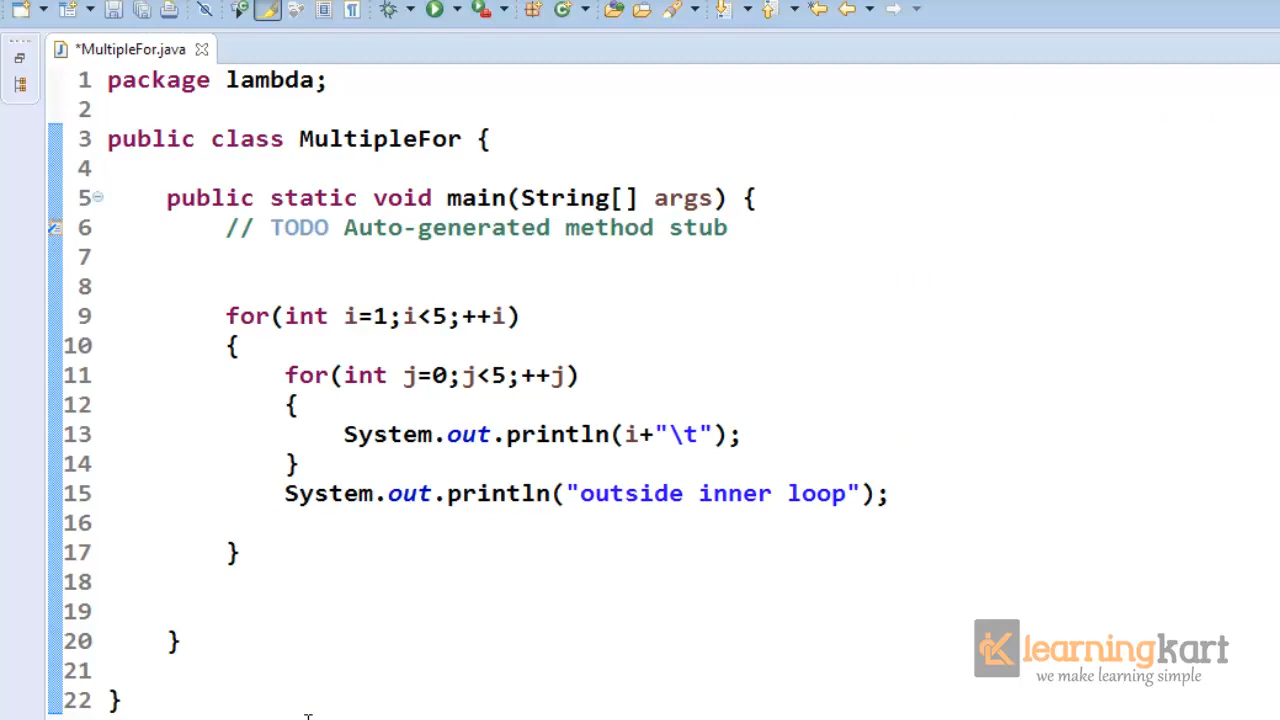 *MultipleFor.java
1 package lambda;
2
3 public class MultipleFor {
4
5 public static void main(String[] args) {
6 // TODO Auto-generated method stub
7
8
9 for(int i=1;i<5;++i)
10 {
11 for(int j=0;j<5;++j)
12 {
13 System.out.println(i+"\t");
14 }
15 System.out.println("outside inner loop");
16
17 }
18
19
20 }
21
22 }
learningkart
we make learning simple